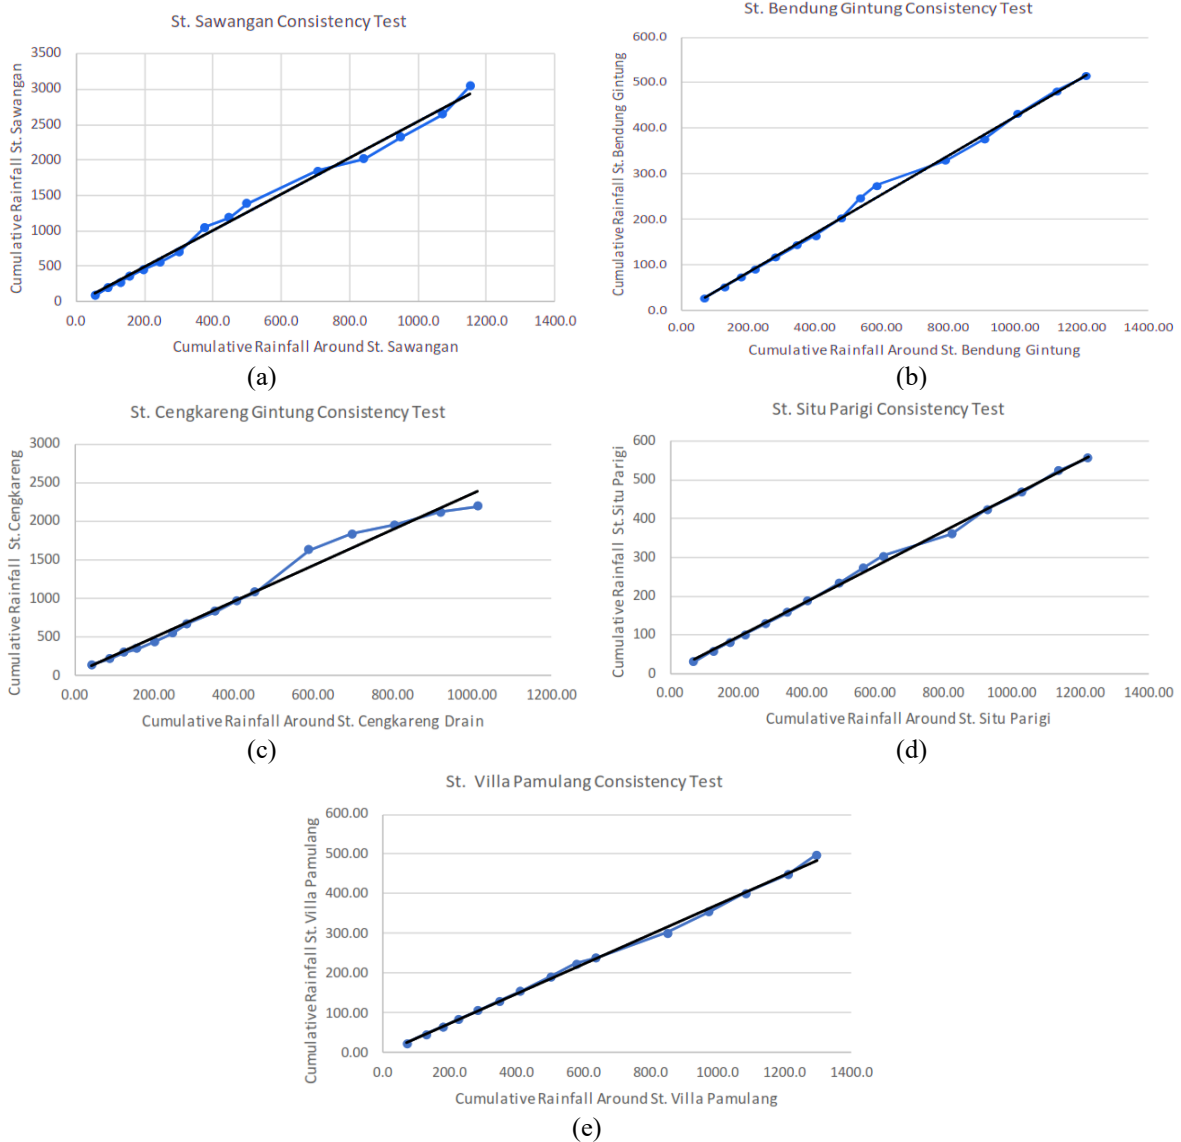 St. Sawangan Consistency Test
Cumulative Rainfall St. Sawangan
3500
3000
2500
2000
1500
1000
500
0
0.0 200.0 400.0 600.0 800.0 1000.0 1200.0 1400.0
Cumulative Rainfall Around St. Sawangan
(a)
St. Bendung Gintung Consistency Test
Cumulative Rainfall St. Bendung Gintung
600.0
500.0
400.0
300.0
200.0
100.0
0.0
0.00 200.00 400.00 600.00 800.00 1000.00 1200.00 1400.00
Cumulative Rainfall Around St. Bendung Gintung
(b)
St. Cengkareng Gintung Consistency Test
Cumulative Rainfall St. Cengkareng
3000
2500
2000
1500
1000
500
0
0.00 200.00 400.00 600.00 800.00 1000.00 1200.00
Cumulative Rainfall Around St. Cengkareng Drain
(c)
St. Situ Parigi Consistency Test
Cumulative Rainfall St. Situ Parigi
600
500
400
300
200
100
0
0.00 200.00 400.00 600.00 800.00 1000.00 1200.00 1400.00
Cumulative Rainfall Around St. Situ Parigi
(d)
St. Villa Pamulang Consistency Test
Cumulative Rainfall St. Villa Pamulang
600.00
500.00
400.00
300.00
200.00
100.00
0.00
0.0 200.0 400.0 600.0 800.0 1000.0 1200.0 1400.0
Cumulative Rainfall Around St. Villa Pamulang
(e)